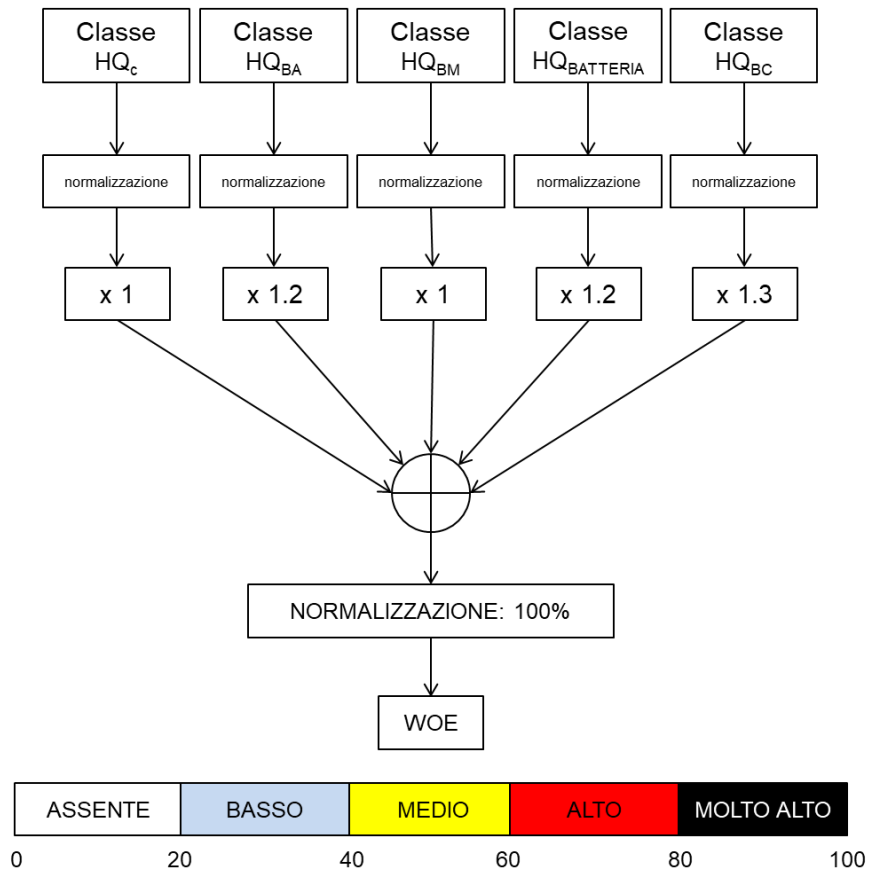 Classe Classe Classe Classe Classe
HQc HQBA HQBM HQBATTERIA HQBC
normalizzazione normalizzazione normalizzazione normalizzazione normalizzazione
x 1 x 1.2 x 1 x 1.2 x 1.3
NORMALIZZAZIONE: 100%
WOE
ASSENTE BASSO MEDIO ALTO MOLTO ALTO
0 20 40 60 80 100